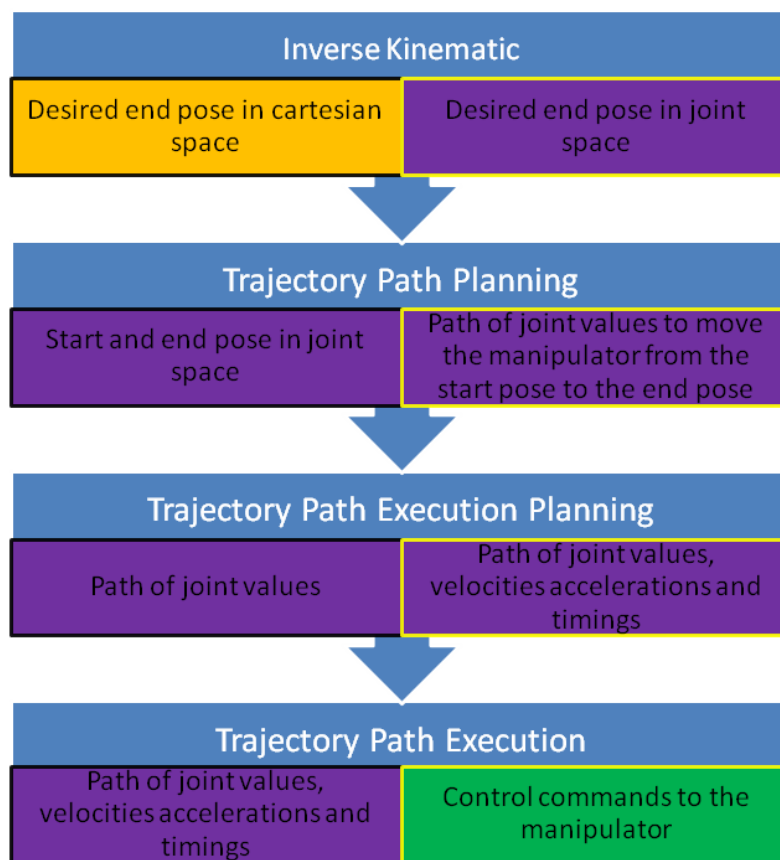 Inverse Kinematic
Desired end pose in cartesian
space
Desired end pose in joint
space
Trajectory Path Planning
Start and end pose in joint
space
Path of joint values to move
the manipulator from the
start pose to the end pose
Trajectory Path Execution Planning
Path of joint values
Path of joint values,
velocities accelerations and
timings
Trajectory Path Execution
Path of joint values,
velocities accelerations and
timings
Control commands to the
manipulator